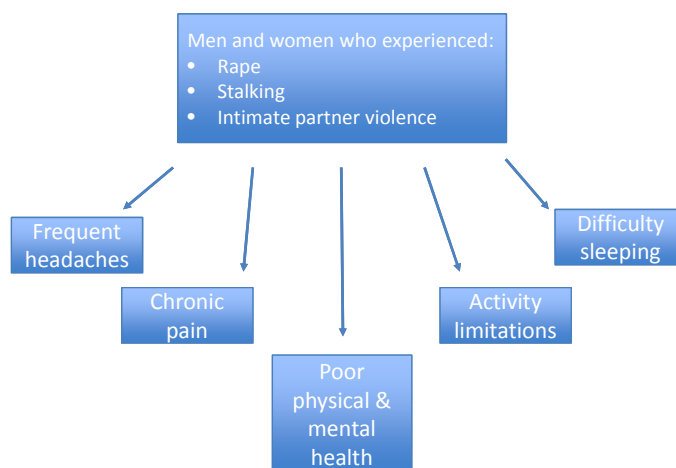 Men and women who experienced:
• Rape
• Stalking
• Intimate partner violence
Frequent
headaches
Difficulty
sleeping
Chronic
pain
Activity
limitations
Poor
physical &
mental
health